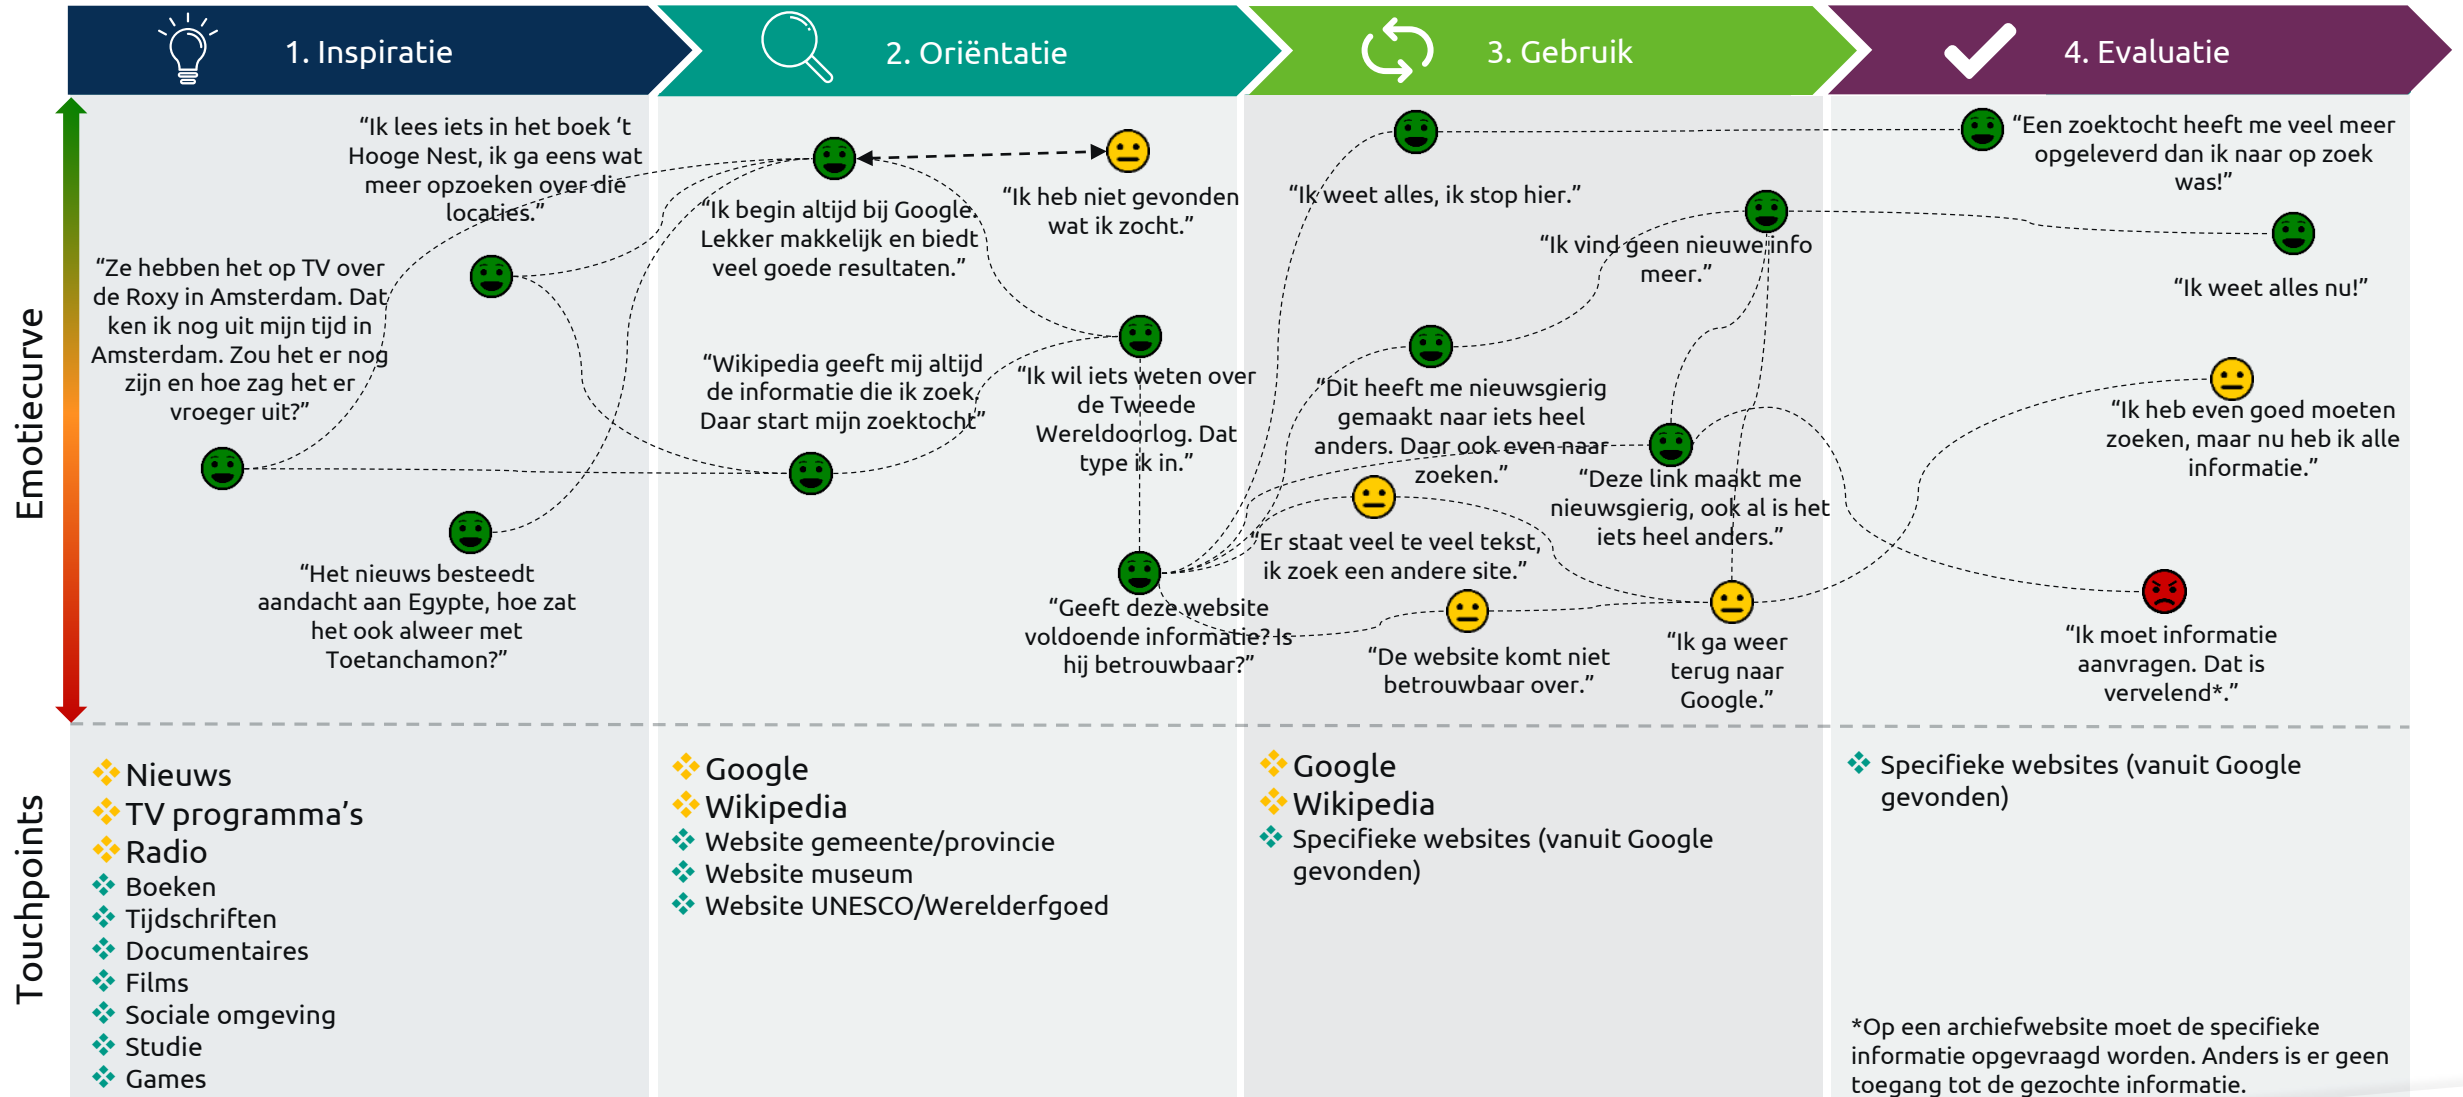 1. Inspiratie
2. Oriëntatie
3. Gebruik
4. Evaluatie
Emotiecurve
“Ik lees iets in het boek ‘t
Hooge Nest, ik ga eens wat
meer opzoeken over die
locaties.”
“Ze hebben het op TV over
de Roxy in Amsterdam. Dat
ken ik nog uit mijn tijd in
Amsterdam. Zou het er nog
zijn en hoe zag het er
vroeger uit?”
“Het nieuws besteedt
aandacht aan Egypte, hoe zat
het ook alweer met
Toetanchamon?”
“Ik begin altijd bij Google.
Lekker makkelijk en biedt
veel goede resultaten.”
“Ik heb niet gevonden
wat ik zocht.”
“Wikipedia geeft mij altijd
de informatie die ik zoek.
Daar start mijn zoektocht”
“Ik wil iets weten over
de Tweede
Wereldoorlog. Dat
type ik in.”
“Geeft deze website
voldoende informatie? Is
hij betrouwbaar?”
“Ik weet alles, ik stop hier.”
“Ik vind geen nieuwe info
meer.”
“Dit heeft me nieuwsgierig
gemaakt naar iets heel
anders. Daar ook even naar
zoeken.”
“Deze link maakt me
nieuwsgierig, ook al is het
iets heel anders.”
“Er staat veel te veel tekst,
ik zoek een andere site.”
“De website komt niet
betrouwbaar over.”
“Ik ga weer
terug naar
Google.”
“Een zoektocht heeft me veel meer
opgeleverd dan ik naar op zoek
was!”
“Ik weet alles nu!”
“Ik heb even goed moeten
zoeken, maar nu heb ik alle
informatie.”
“Ik moet informatie
aanvragen. Dat is
vervelend*.”
Touchpoints
Nieuws
TV programma’s
Radio
Boeken
Tijdschriften
Documentaires
Films
Sociale omgeving
Studie
Games
Google
Wikipedia
Website gemeente/provincie
Website museum
Website UNESCO/Werelderfgoed
Google
Wikipedia
Specifieke websites (vanuit Google
gevonden)
Specifieke websites (vanuit Google
gevonden)
*Op een archiefwebsite moet de specifieke
informatie opgevraagd worden. Anders is er geen
toegang tot de gezochte informatie.